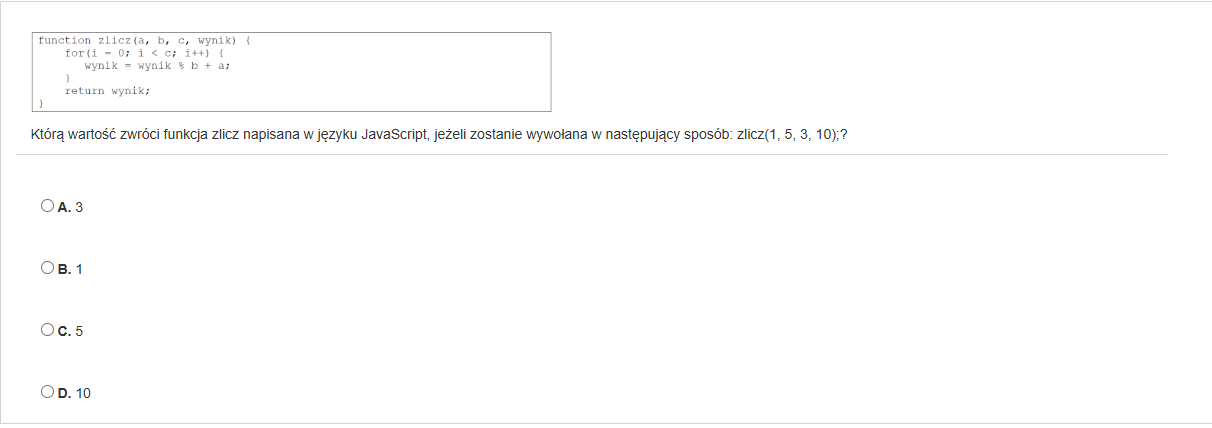 function zlicz(a, b, c, wynik) {
for(i = 0; i < c; i++) {
wynik = wynik % b + a;
}
return wynik;
}
Którą wartość zwróci funkcja zlicz napisana w języku JavaScript, jeżeli zostanie wywołana w następujący sposób: zlicz(1, 5, 3, 10);?
A. 3
B. 1
C. 5
D. 10